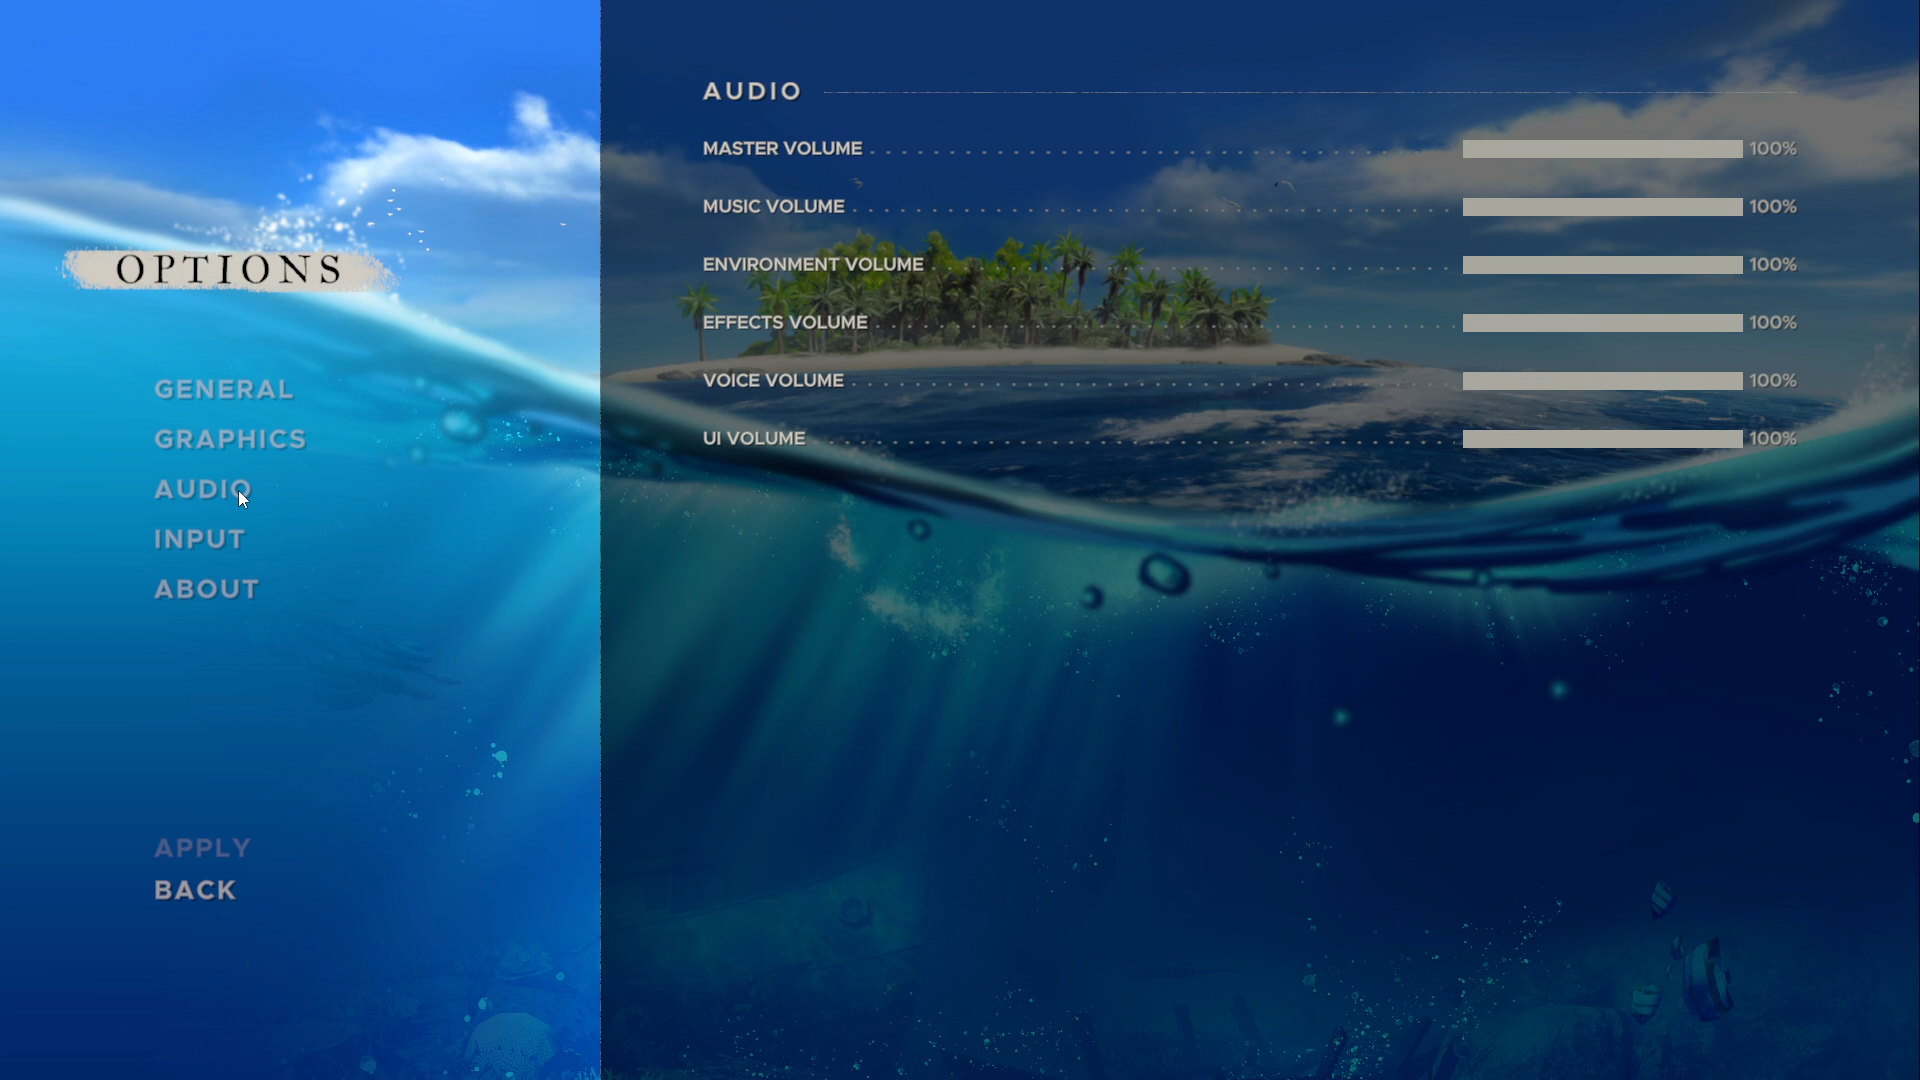 OPTIONS
GENERAL
GRAPHICS
AUDIO
INPUT
ABOUT
APPLY
BACK
AUDIO
MASTER VOLUME 100%
MUSIC VOLUME 100%
ENVIRONMENT VOLUME 100%
EFFECTS VOLUME 100%
VOICE VOLUME 100%
UI VOLUME 100%